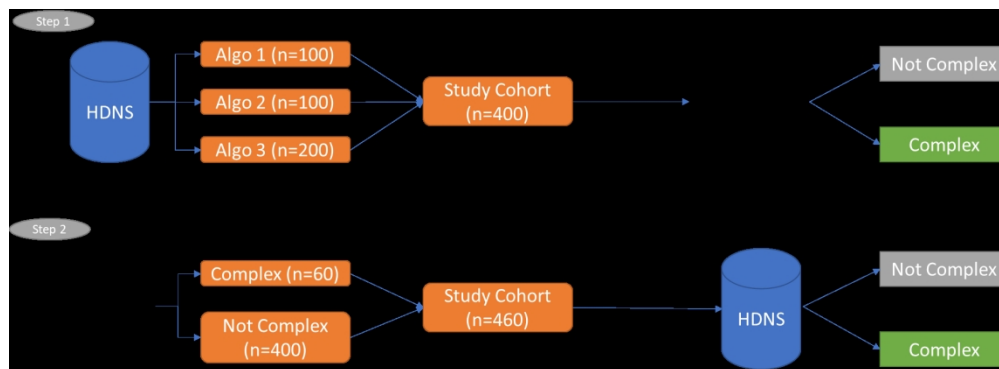 Step 1
HDNS
Algo 1 (n=100)
Algo 2 (n=100)
Algo 3 (n=200)
Study Cohort
(n=400)
Not Complex
Complex
Step 2
Complex (n=60)
Not Complex
(n=400)
Study Cohort
(n=460)
HDNS
Not Complex
Complex